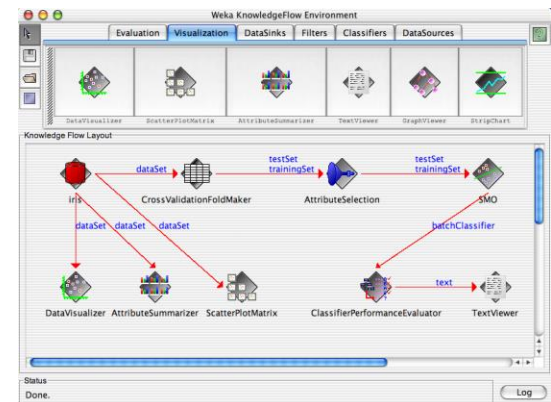 Weka KnowledgeFlow Environment
Evaluation Visualization DataSinks Filters Classifiers DataSources
DataVisualizer ScatterPlotMatrix AttributeSummarizer TextViewer GraphViewer StripChart
Knowledge Flow Layout
testSet testSet
dataSet trainingSet trainingSet
iris CrossValidationFoldMaker AttributeSelection SMO
dataSet dataSet dataSet batchClassifier
text
DataVisualizer AttributeSummarizer ScatterPlotMatrix ClassifierPerformanceEvaluator TextViewer
Status
Done. Log